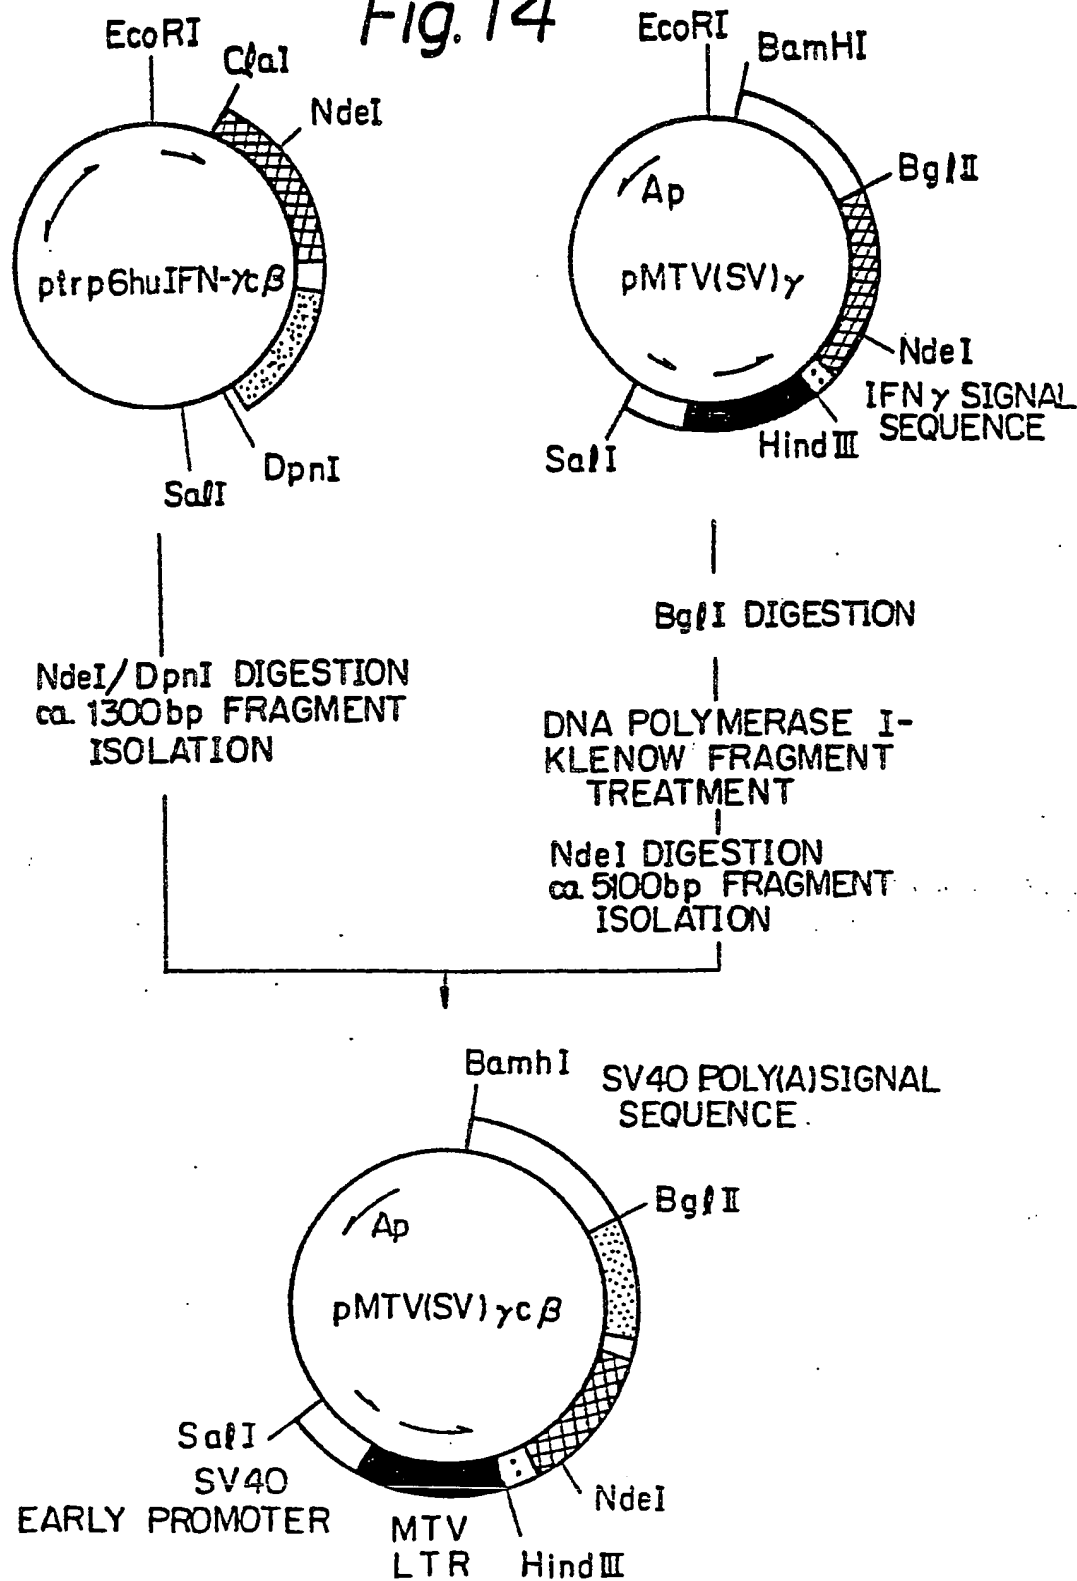 Fig. 14
EcoRI
ClaI
NdeI
ptrp6huIFN-γcβ
DpnI
SalI
EcoRI
BamHI
BglII
Ap
pMTV(SV)γ
NdeI
IFNγ SIGNAL
SEQUENCE
HindIII
SalI
NdeI/DpnI DIGESTION
ca. 1300bp FRAGMENT
ISOLATION
BglI DIGESTION
DNA POLYMERASE I-
KLENOW FRAGMENT
TREATMENT
NdeI DIGESTION
ca 5100bp FRAGMENT
ISOLATION
BamhI
SV40 POLY(A)SIGNAL
SEQUENCE
BglII
Ap
pMTV(SV)γcβ
SalI
SV40
EARLY PROMOTER
MTV
LTR
HindIII
NdeI